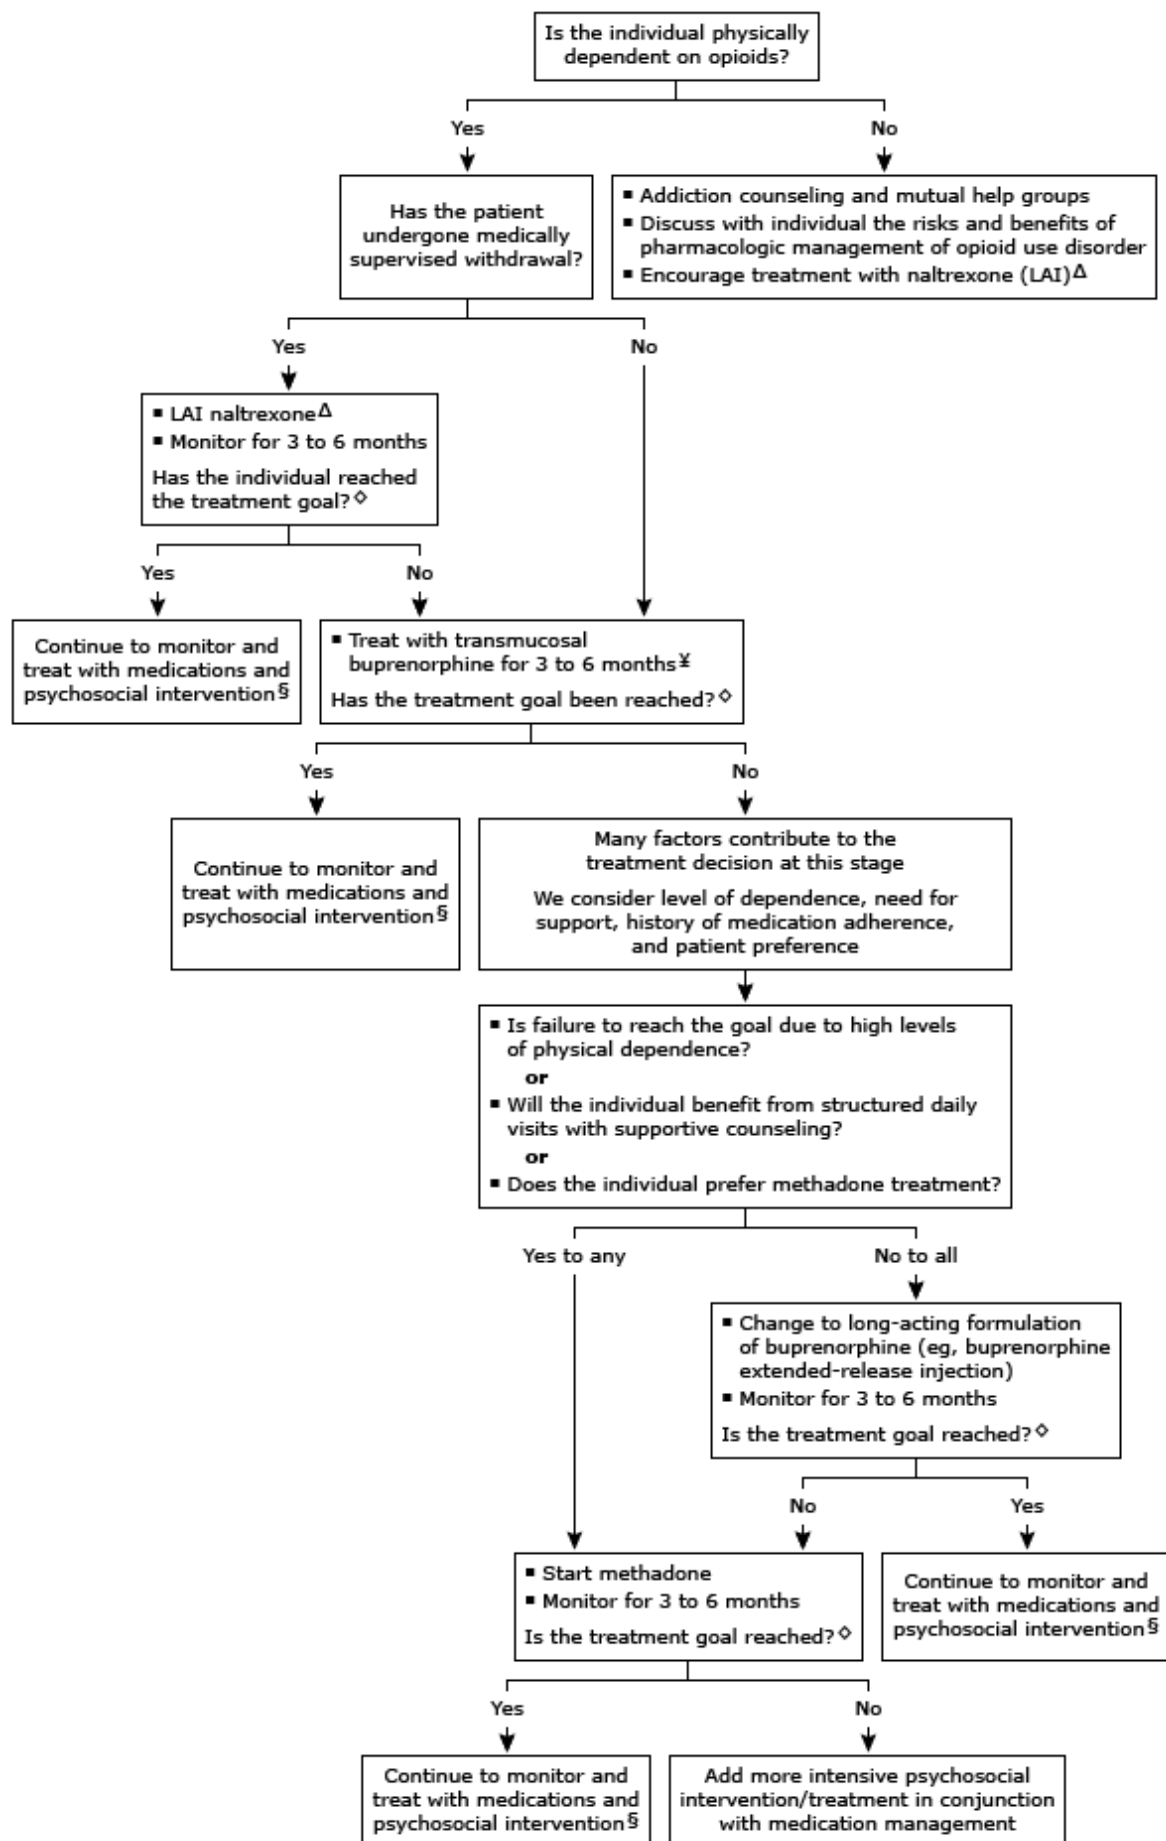 Is the individual physically
dependent on opioids?
Yes
No
Has the patient
undergone medically
supervised withdrawal?
▪ Addiction counseling and mutual help groups
▪ Discuss with individual the risks and benefits of
pharmacologic management of opioid use disorder
▪ Encourage treatment with naltrexone (LAI)Δ
Yes
No
▪ LAI naltrexoneΔ
▪ Monitor for 3 to 6 months
Has the individual reached
the treatment goal?◇
Yes
No
Continue to monitor and
treat with medications and
psychosocial intervention§
▪ Treat with transmucosal
buprenorphine for 3 to 6 months¥
Has the treatment goal been reached?◇
Yes
No
Continue to monitor and
treat with medications and
psychosocial intervention§
Many factors contribute to the
treatment decision at this stage
We consider level of dependence, need for
support, history of medication adherence,
and patient preference
▪ Is failure to reach the goal due to high levels
of physical dependence?
or
▪ Will the individual benefit from structured daily
visits with supportive counseling?
or
▪ Does the individual prefer methadone treatment?
Yes to any
No to all
▪ Change to long-acting formulation
of buprenorphine (eg, buprenorphine
extended-release injection)
▪ Monitor for 3 to 6 months
Is the treatment goal reached?◇
No
Yes
▪ Start methadone
▪ Monitor for 3 to 6 months
Is the treatment goal reached?◇
Continue to monitor and
treat with medications and
psychosocial intervention§
Yes
No
Continue to monitor and
treat with medications and
psychosocial intervention§
Add more intensive psychosocial
intervention/treatment in conjunction
with medication management